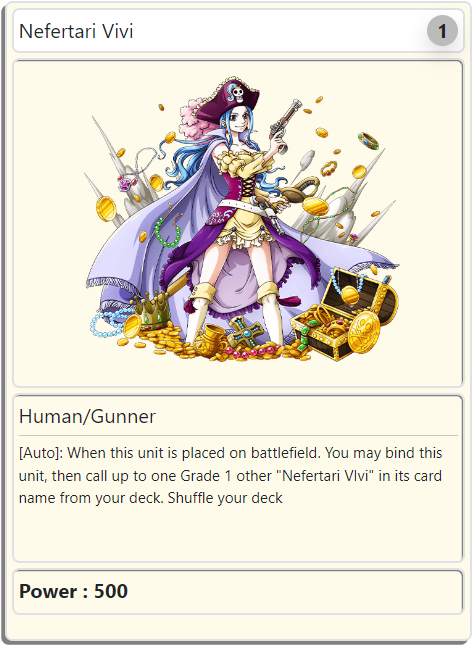 Nefertari Vivi
1
Human/Gunner
[Auto]: When this unit is placed on battlefield. You may bind this
unit, then call up to one Grade 1 other "Nefertari VIvi" in its card
name from your deck. Shuffle your deck
Power : 500